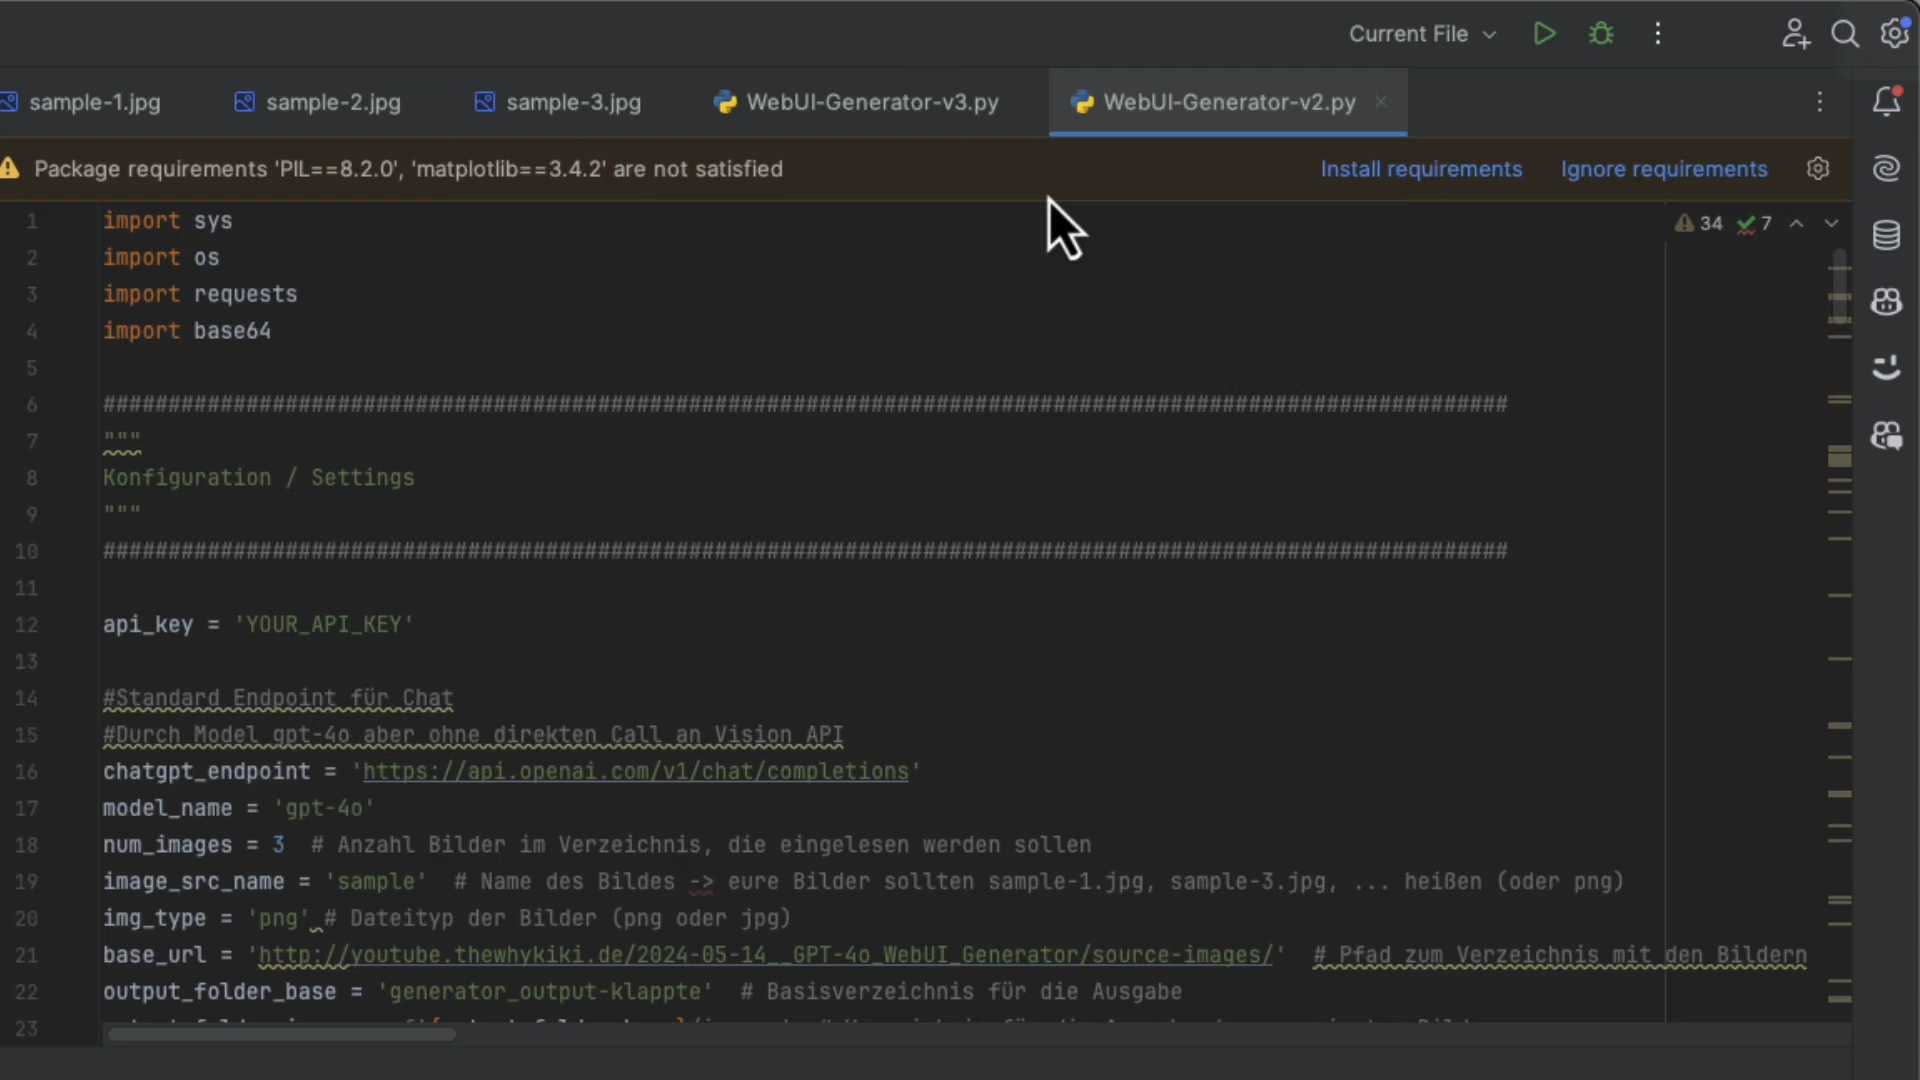 Current File
sample-1.jpg sample-2.jpg sample-3.jpg WebUI-Generator-v3.py WebUI-Generator-v2.py
Package requirements 'PIL==8.2.0', 'matplotlib==3.4.2' are not satisfied Install requirements Ignore requirements
1 import sys 34 7
2 import os
3 import requests
4 import base64
5
6 ############################################################################################################
7 """
8 Konfiguration / Settings
9 """
10 ############################################################################################################
11
12 api_key = 'YOUR_API_KEY'
13
14 #Standard Endpoint für Chat
15 #Durch Model gpt-4o aber ohne direkten Call an Vision API
16 chatgpt_endpoint = 'https://api.openai.com/v1/chat/completions'
17 model_name = 'gpt-4o'
18 num_images = 3  # Anzahl Bilder im Verzeichnis, die eingelesen werden sollen
19 image_src_name = 'sample'  # Name des Bildes -> eure Bilder sollten sample-1.jpg, sample-3.jpg, ... heißen (oder png)
20 img_type = 'png' # Dateityp der Bilder (png oder jpg)
21 base_url = 'http://youtube.thewhykiki.de/2024-05-14__GPT-4o_WebUI_Generator/source-images/'  # Pfad zum Verzeichnis mit den Bildern
22 output_folder_base = 'generator_output-klappte'  # Basisverzeichnis für die Ausgabe
23